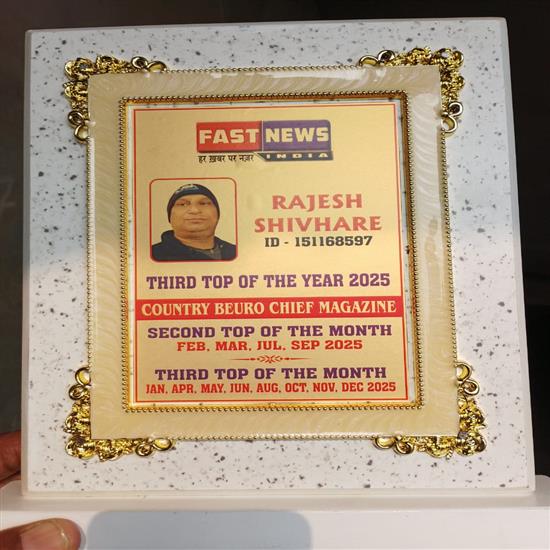 FAST NEWS
INDIA
हर ख़बर पर नज़र
RAJESH
SHIVHARE
ID - 151168597
THIRD TOP OF THE YEAR 2025
COUNTRY BEURO CHIEF MAGAZINE
SECOND TOP OF THE MONTH
FEB, MAR, JUL, SEP 2025
THIRD TOP OF THE MONTH
JAN, APR, MAY, JUN, AUG, OCT, NOV, DEC 2025